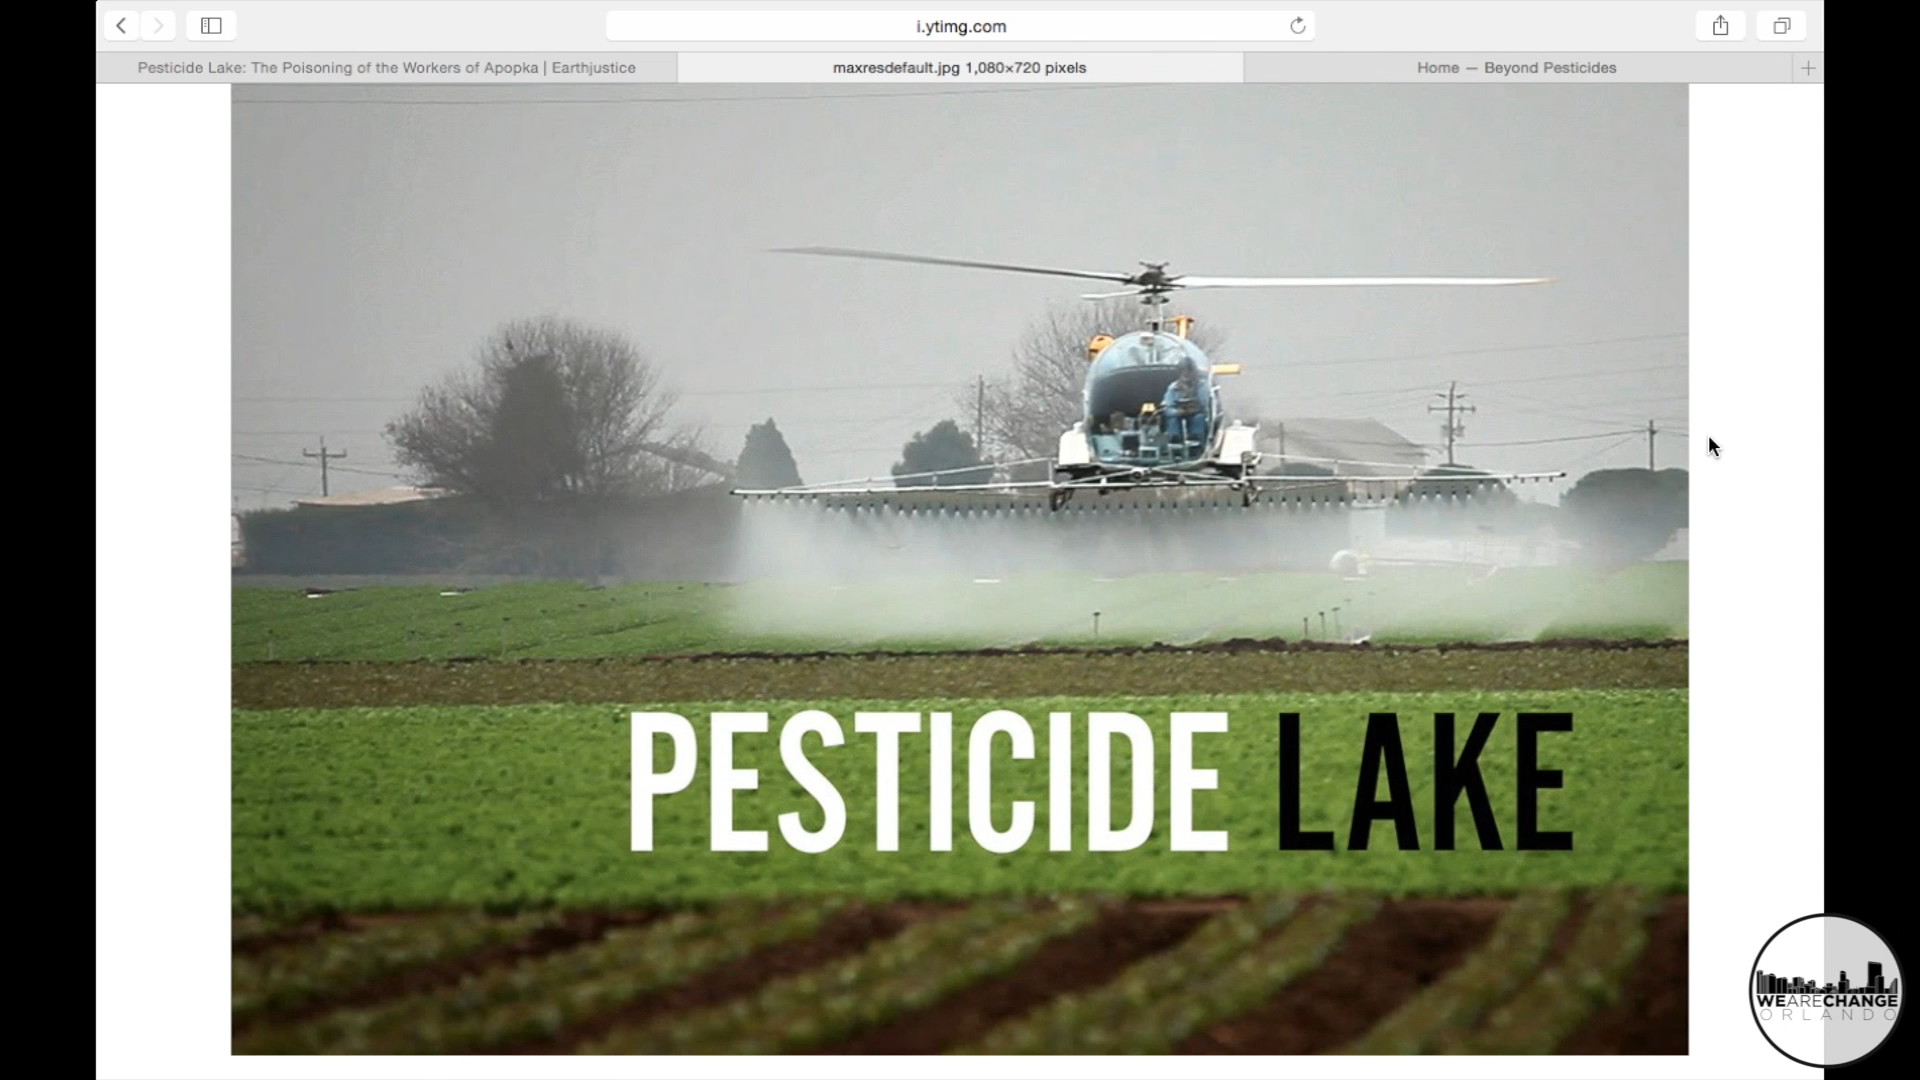 i.ytimg.com
Pesticide Lake: The Poisoning of the Workers of Apopka | Earthjustice
maxresdefault.jpg 1,080×720 pixels
Home — Beyond Pesticides
PESTICIDE LAKE
WEARECHANGE
ORLANDO